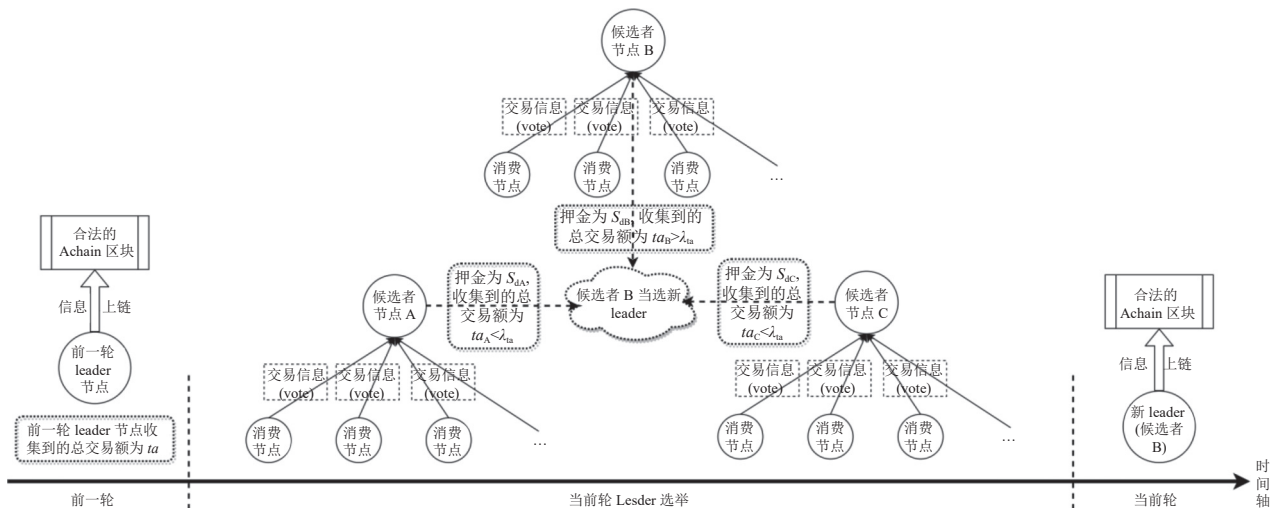 候选者
节点 B
交易信息
(vote)
交易信息
(vote)
交易信息
(vote)
消费
节点
消费
节点
消费
节点
...
押金为 SdB, 收集到的
总交易额为 taB>λta
合法的
Achain 区块
信息
上链
前一轮
leader
节点
前一轮 leader 节点收
集到的总交易额为 ta
候选者
节点 A
押金为 SdA,
收集到的总
交易额为
taA<λta
候选者 B 当选新
leader
押金为 SdC,
收集到的总
交易额为
taC<λta
候选者
节点 C
交易信息
(vote)
交易信息
(vote)
交易信息
(vote)
消费
节点
消费
节点
消费
节点
...
交易信息
(vote)
交易信息
(vote)
交易信息
(vote)
消费
节点
消费
节点
消费
节点
...
合法的
Achain 区块
信息
上链
新 leader
(候选者
B)
前一轮
当前轮 Lesder 选举
当前轮
时
间
轴